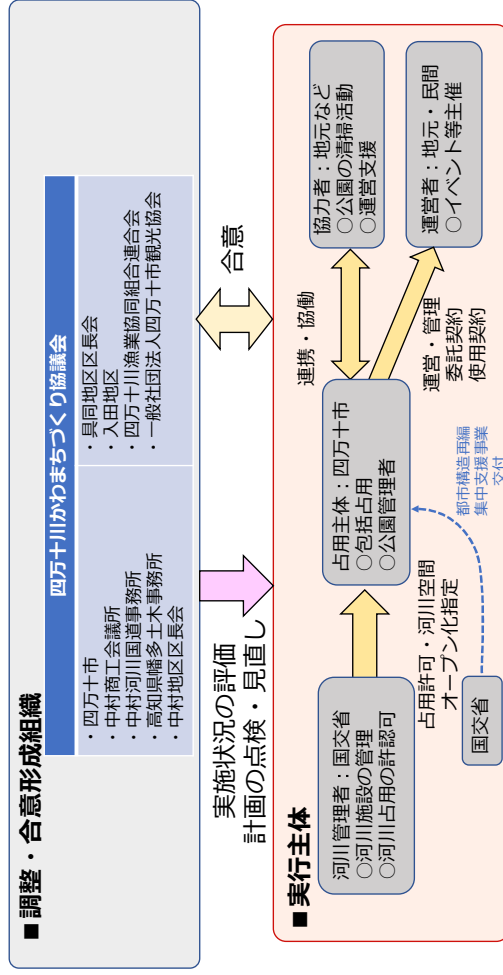 ■ 調整・合意形成組織
四万十川かわまちづくり協議会
・四万十市
・中村商工会議所
・中村河川国道事務所
・高知県幡多土木事務所
・中村地区区長会
・具同地区区長会
・入田地区
・四万十川漁業協同組合連合会
・一般社団法人四万十市観光協会
実施状況の評価
計画の点検・見直し
合意
■ 実行主体
河川管理者：国交省
○河川施設の管理
○河川占用の許認可
占用許可・河川空間
オープン化指定
国交省
都市構造再編
集中支援事業
交付
占用主体：四万十市
○包括占用
○公園管理者
連携・協働
運営・管理
委託契約
使用契約
協力者：地元など
○公園の清掃活動
○運営支援
運営者：地元・民間
○イベント等主催